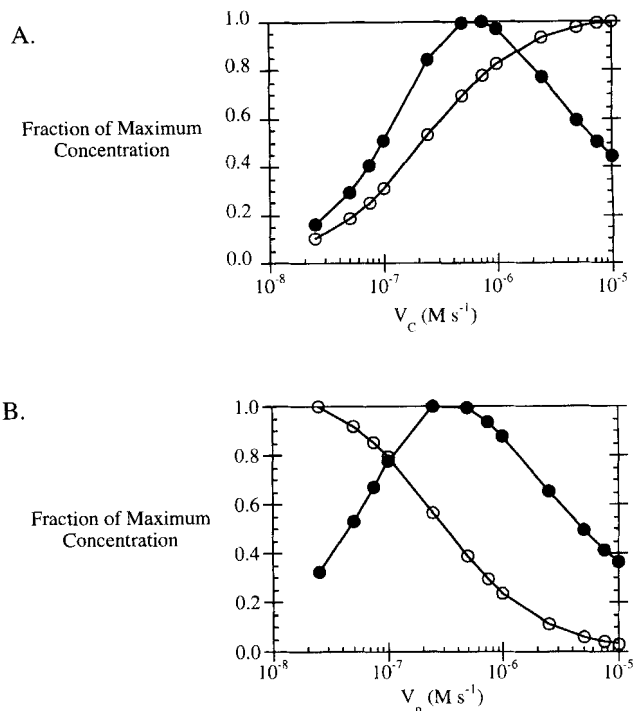 A.
Fraction of Maximum
Concentration
1.0
0.8
0.6
0.4
0.2
0.0
10⁻⁸ 10⁻⁷ 10⁻⁶ 10⁻⁵
V_C (M s⁻¹)
B.
Fraction of Maximum
Concentration
1.0
0.8
0.6
0.4
0.2
0.0
10⁻⁸ 10⁻⁷ 10⁻⁶ 10⁻⁵
(M s⁻¹)